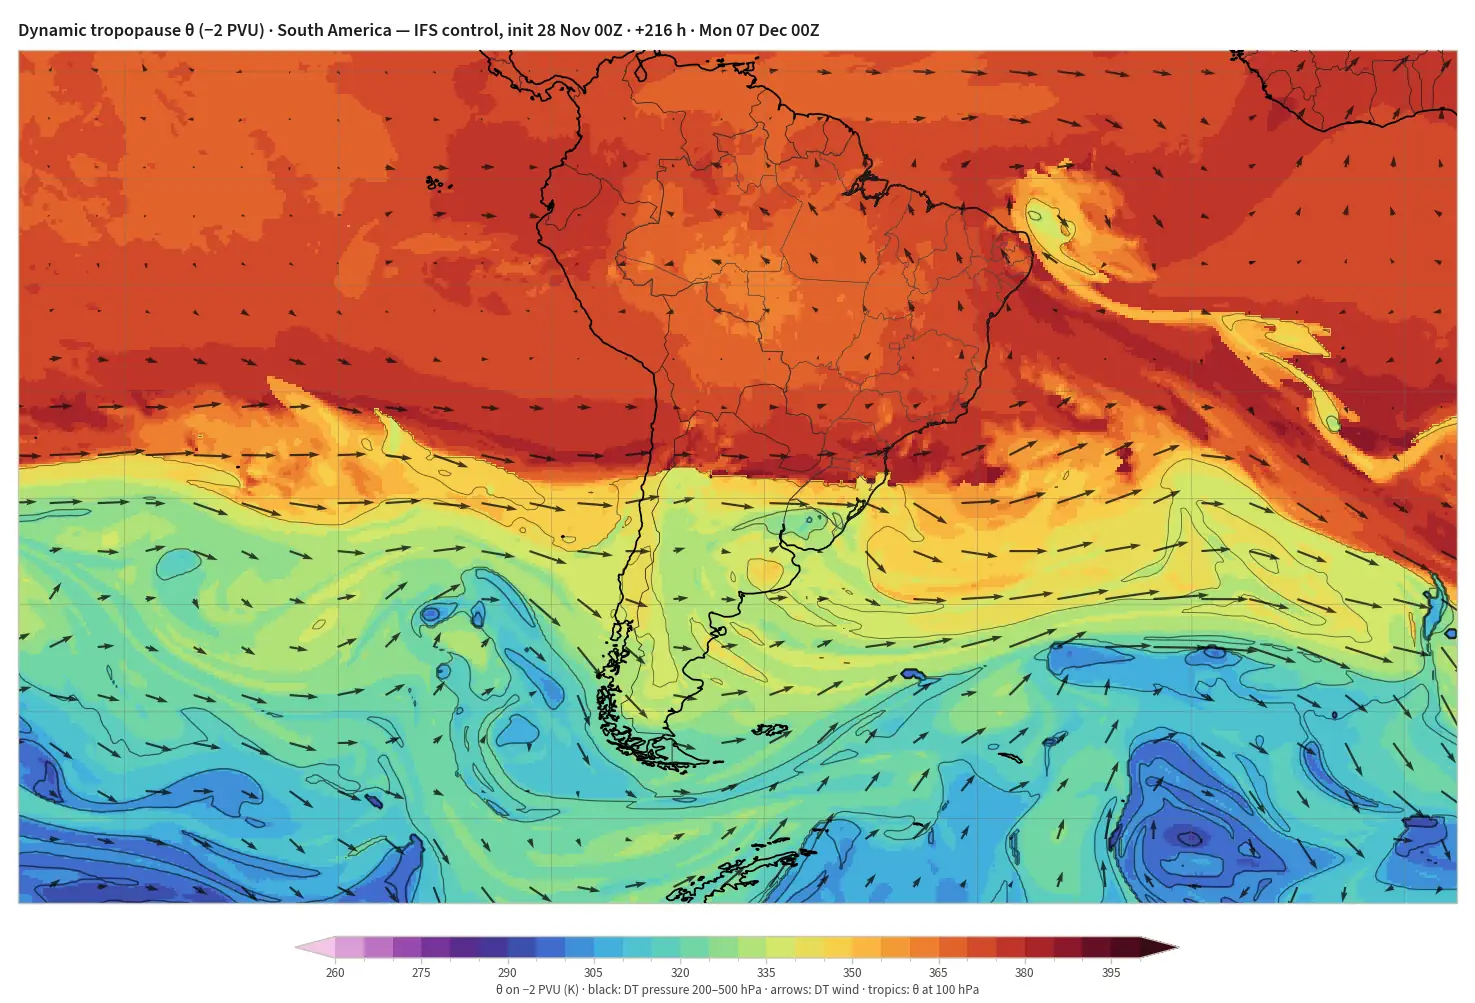 Dynamic tropopause θ (−2 PVU) · South America — IFS control, init 28 Nov 00Z · +216 h · Mon 07 Dec 00Z
260 275 290 305 320 335 350 365 380 395
θ on −2 PVU (K) · black: DT pressure 200–500 hPa · arrows: DT wind · tropics: θ at 100 hPa